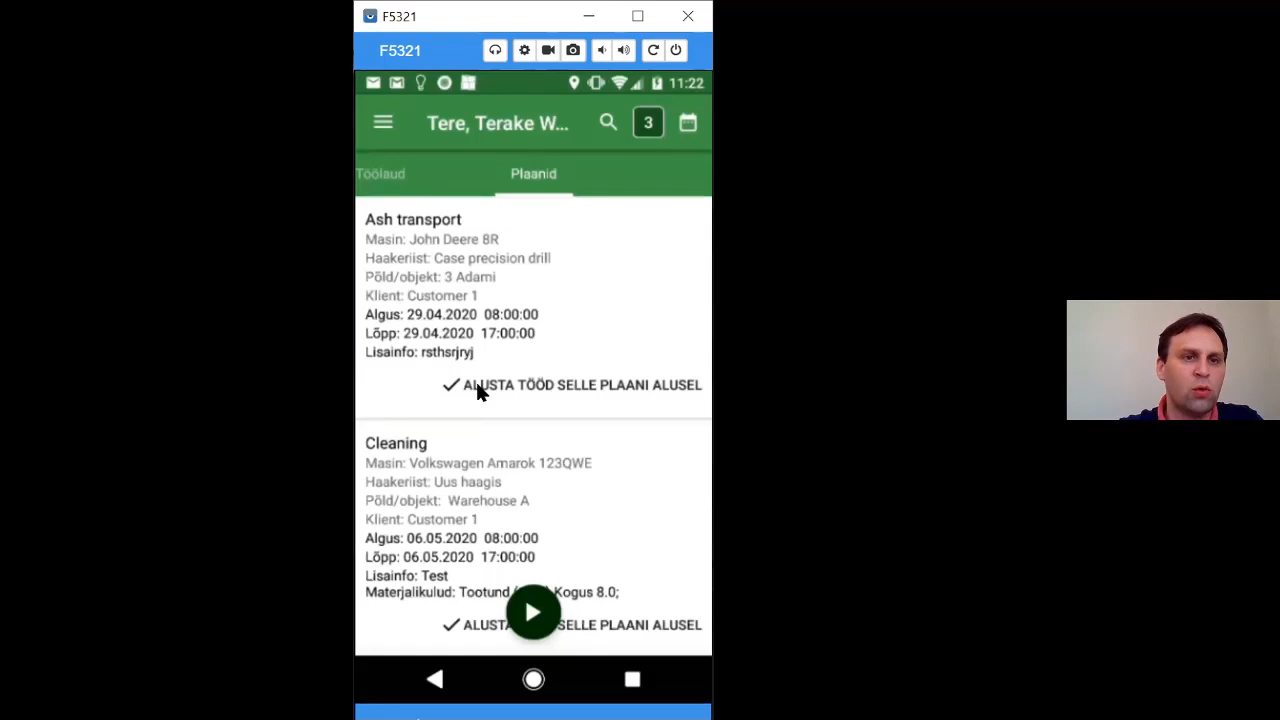 F5321
F5321
11:22
Tere, Terake W...
3
Töölaud
Plaanid
Ash transport
Masin: John Deere 8R
Haakeriist: Case precision drill
Põld/objekt: 3 Adami
Klient: Customer 1
Algus: 29.04.2020 08:00:00
Lõpp: 29.04.2020 17:00:00
Lisainfo: rsthsrjryj
ALUSTA TÖÖD SELLE PLAANI ALUSEL
Cleaning
Masin: Volkswagen Amarok 123QWE
Haakeriist: Uus haagis
Põld/objekt: Warehouse A
Klient: Customer 1
Algus: 06.05.2020 08:00:00
Lõpp: 06.05.2020 17:00:00
Lisainfo: Test
Materjalikulud: Tootund Kogus 8.0;
ALUSTA SELLE PLAANI ALUSEL